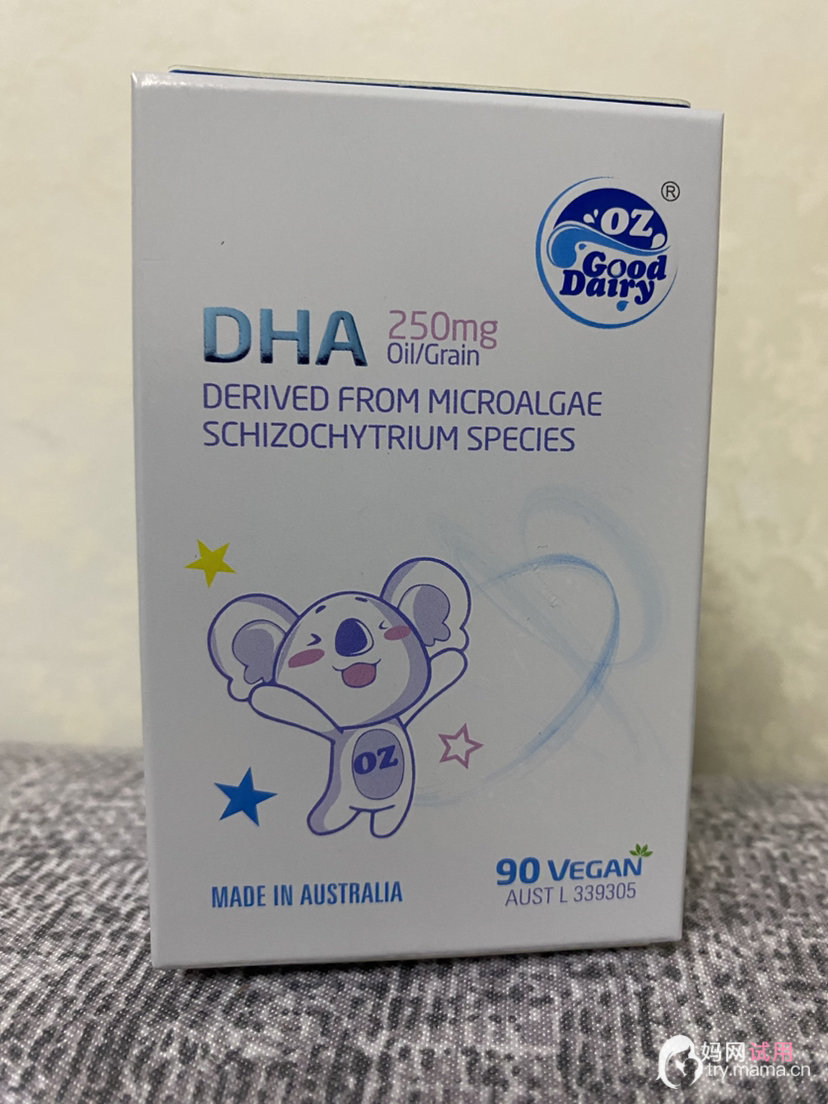 OZ
Good
Dairy
®
DHA 250mg
Oil/Grain
DERIVED FROM MICROALGAE
SCHIZOCHYTRIUM SPECIES
OZ
MADE IN AUSTRALIA
90 VEGAN
AUST L 339305
妈网试用
try.mama.cn